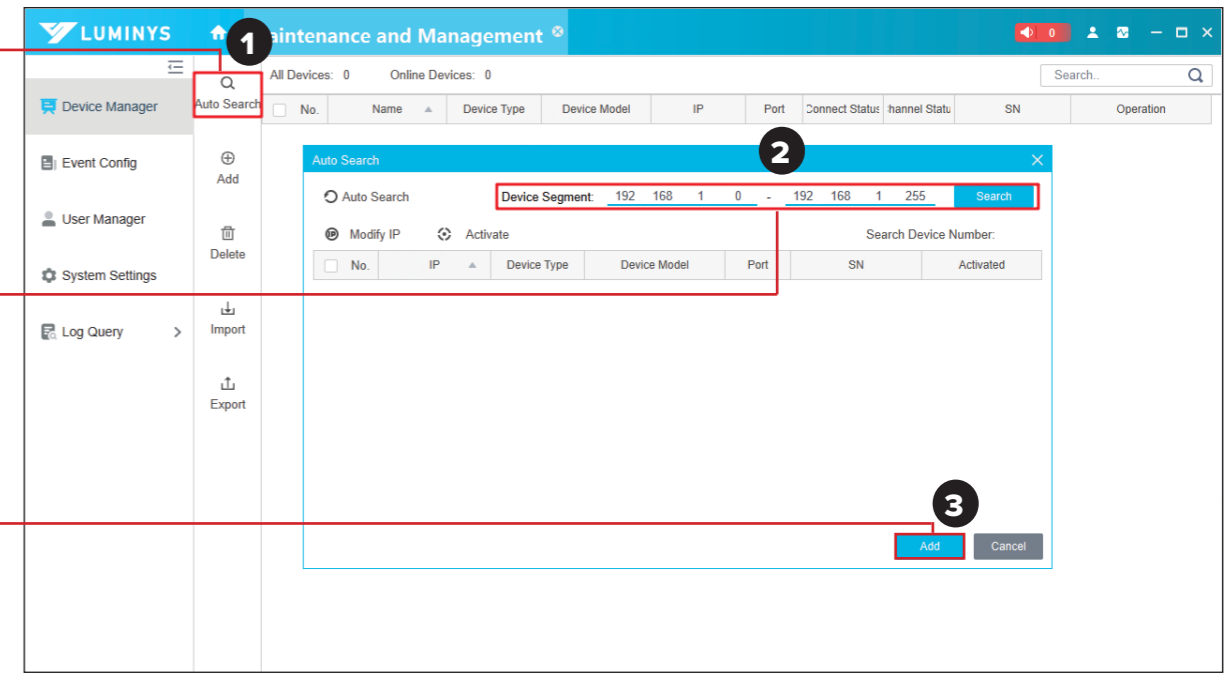 LUMINYS
1
aintenance and Management
0
All Devices: 0 Online Devices: 0
Search..
Device Manager
Event Config
User Manager
System Settings
Log Query
Auto Search
Add
Delete
Import
Export
No. Name Device Type Device Model IP Port Connect Status hannel Statu SN Operation
2
Auto Search
Auto Search Device Segment: 192 168 1 0 - 192 168 1 255 Search
IP Modify IP Activate Search Device Number:
No. IP Device Type Device Model Port SN Activated
3
Add Cancel